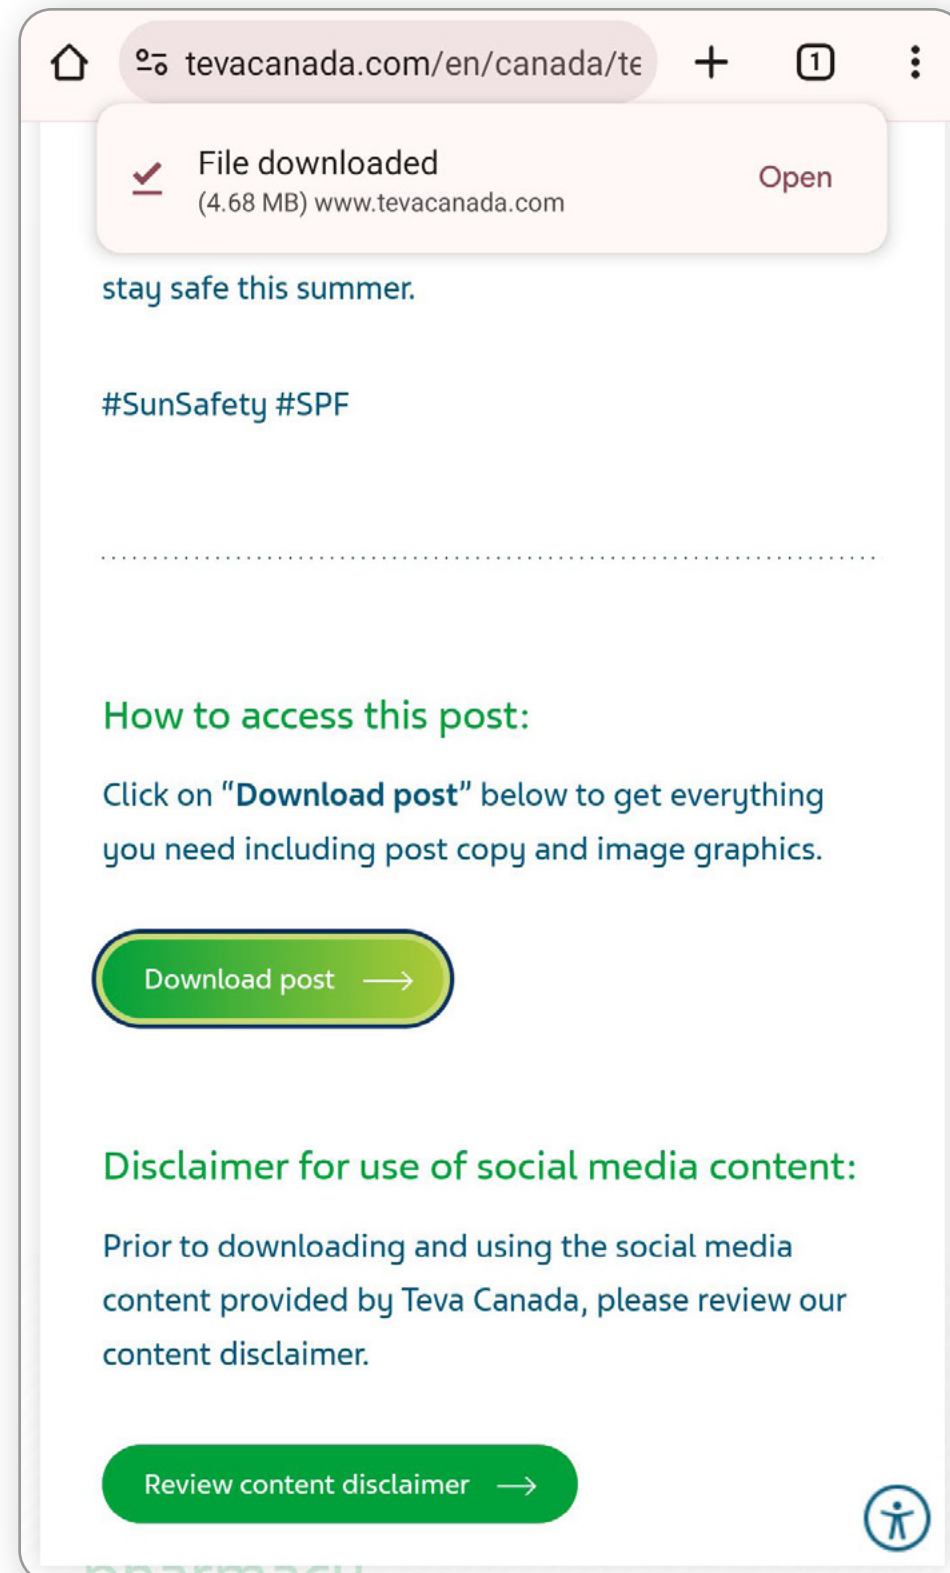 tevacanada.com/en/canada/te
1
File downloaded
Open
(4.68 MB) www.tevacanada.com
stay safe this summer.
#SunSafety #SPF
How to access this post:
Click on “Download post” below to get everything
you need including post copy and image graphics.
Download post
Disclaimer for use of social media content:
Prior to downloading and using the social media
content provided by Teva Canada, please review our
content disclaimer.
Review content disclaimer
pharmacy